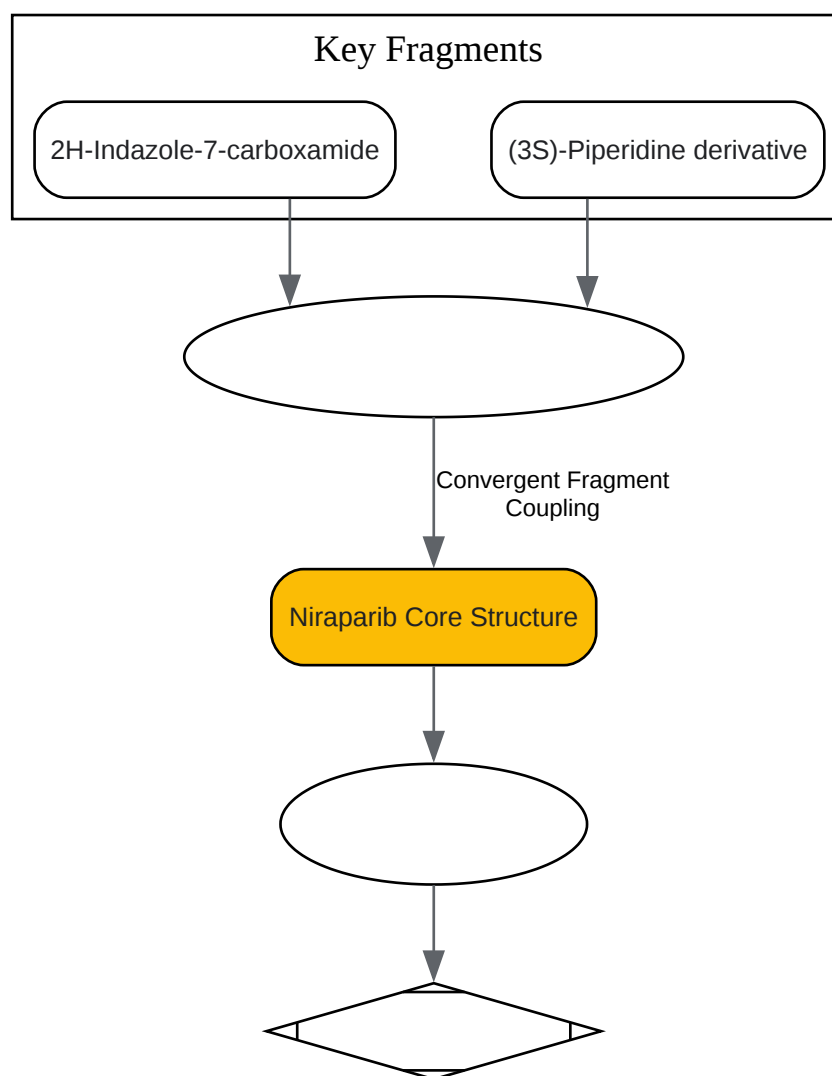 Key Fragments
2H-Indazole-7-carboxamide
(3S)-Piperidine derivative
Convergent Fragment
Coupling
Niraparib Core Structure